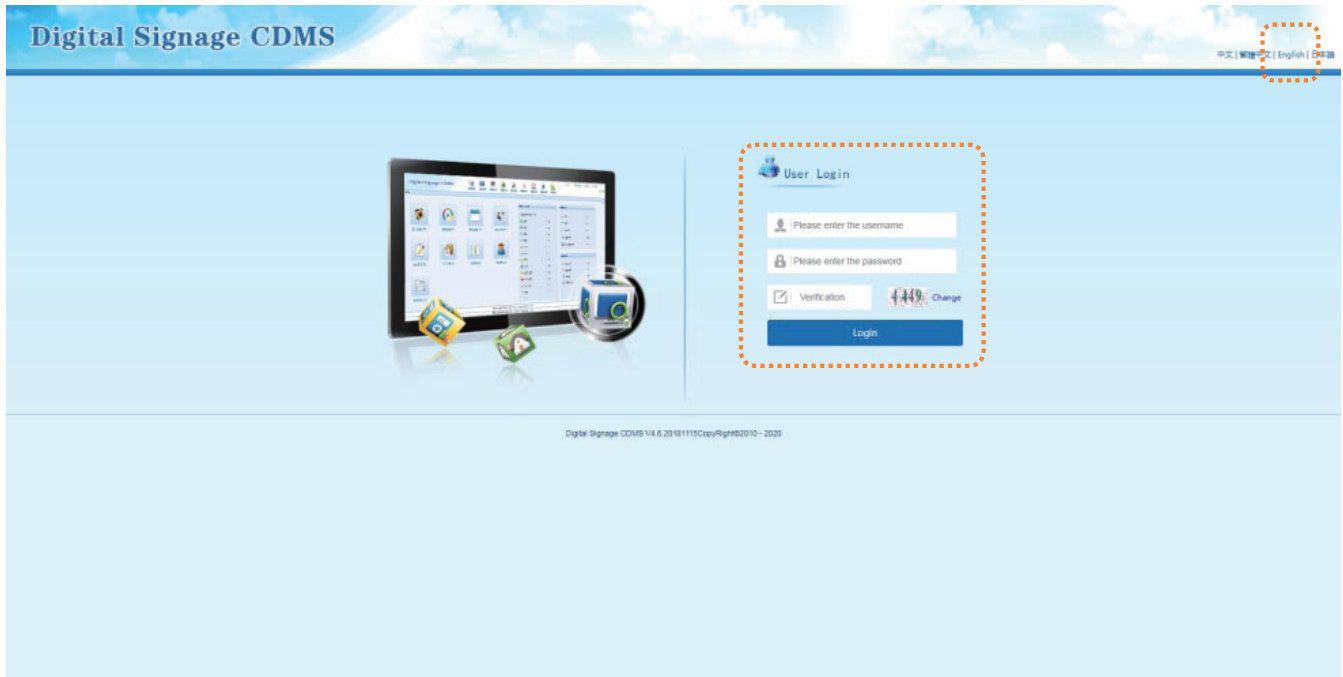 Digital Signage CDMS
中文 | 繁體中文 | English | 日本語
User Login
Please enter the username
Please enter the password
Verification
4449 Change
Login
Digital Signage CDMS V4.6.20181115CopyRight©2010 - 2020